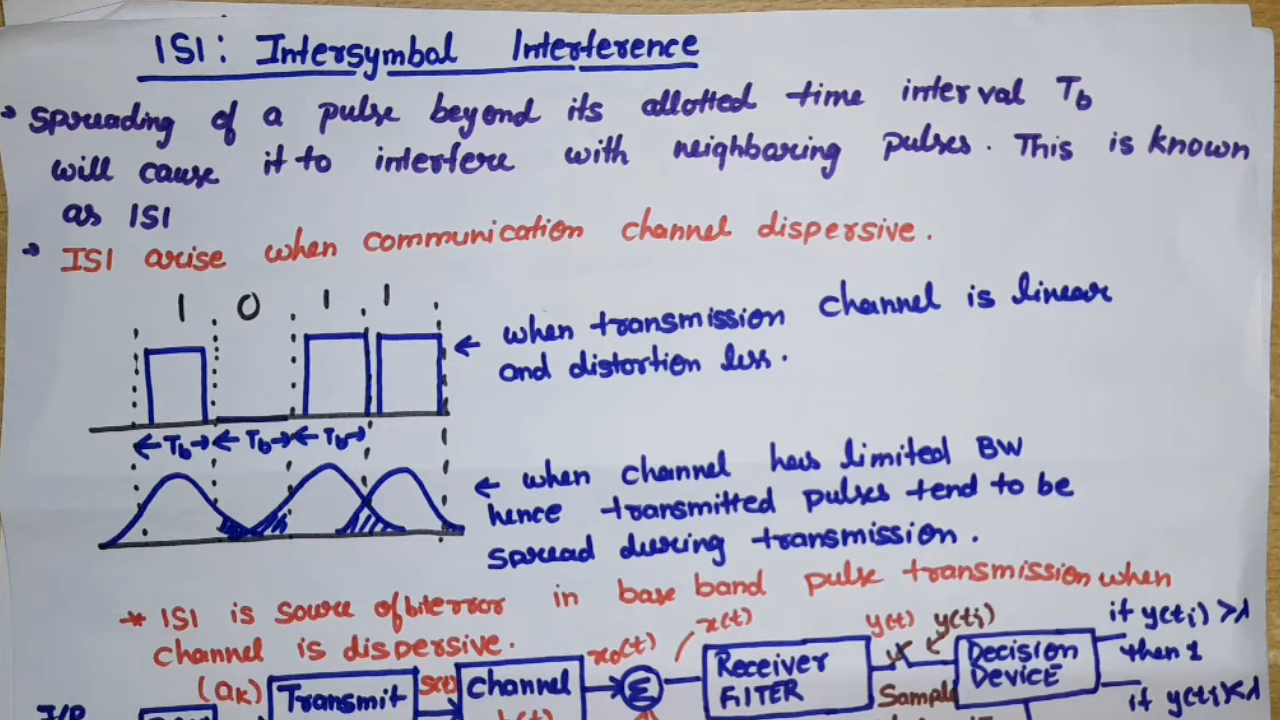 ISI: Intersymbal Interference
spreading of a pulse beyond its allotted time interval Tb
will cause it to interfere with neighboring pulses. This is known
as ISI
ISI arise when communication channel dispersive.
1 0 1 1
← when transmission channel is linear
and distortion less.
←Tb→ ←Tb→ ←Tb→
← when channel has limited BW
hence transmitted pulses tend to be
spread during transmission.
* ISI is source of bit error in base band pulse transmission when
channel is dispersive.
(aK) Transmit s(t) Channel x0(t) Σ x(t) Receiver FILTER y(t) y(ti) Decision DEVICE if y(ti) >λ
then 1
Sample
if y(ti)<λ
I/P
h(t)